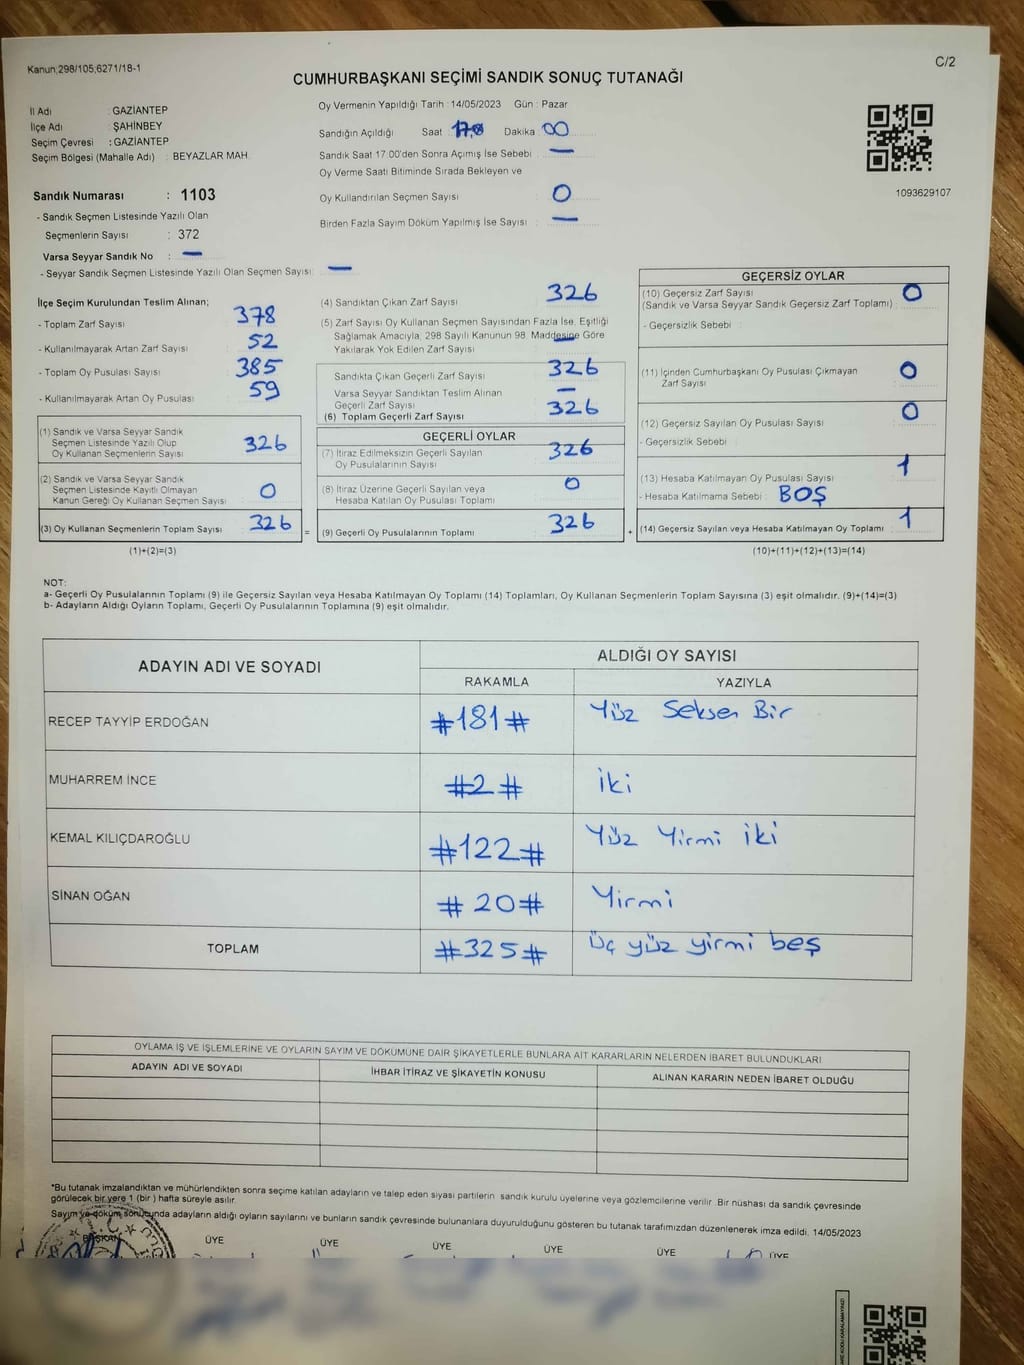 Kanun;298/105;6271/18-1
C/2
CUMHURBAŞKANI SEÇİMİ SANDIK SONUÇ TUTANAĞI
İl Adı : GAZİANTEP
İlçe Adı : ŞAHİNBEY
Seçim Çevresi : GAZİANTEP
Seçim Bölgesi (Mahalle Adı) : BEYAZLAR MAH.
Oy Vermenin Yapıldığı Tarih : 14/05/2023 Gün : Pazar
Sandığın Açıldığı Saat : Dakika : 00
Sandık Saat 17:00'den Sonra Açımış İse Sebebi : —
Oy Verme Saati Bitiminde Sırada Bekleyen ve
Oy Kullandırılan Seçmen Sayısı : 0
Birden Fazla Sayım Döküm Yapılmış İse Sayısı : —
1093629107
Sandık Numarası : 1103
- Sandık Seçmen Listesinde Yazılı Olan
Seçmenlerin Sayısı : 372
Varsa Seyyar Sandık No : —
- Seyyar Sandık Seçmen Listesinde Yazılı Olan Seçmen Sayısı: —
İlçe Seçim Kurulundan Teslim Alınan;
- Toplam Zarf Sayısı : 378
- Kullanılmayarak Artan Zarf Sayısı : 52
- Toplam Oy Pusulası Sayısı : 385
- Kullanılmayarak Artan Oy Pusulası : 59
(1) Sandık ve Varsa Seyyar Sandık
Seçmen Listesinde Yazılı Olup
Oy Kullanan Seçmenlerin Sayısı : 326
(2) Sandık ve Varsa Seyyar Sandık
Seçmen Listesinde Kayıtlı Olmayan
Kanun Gereği Oy Kullanan Seçmen Sayısı : 0
(3) Oy Kullanan Seçmenlerin Toplam Sayısı : 326 =
(1)+(2)=(3)
(4) Sandıktan Çıkan Zarf Sayısı : 326
(5) Zarf Sayısı Oy Kullanan Seçmen Sayısından Fazla İse, Eşitliği
Sağlamak Amacıyla, 298 Sayılı Kanunun 98. Maddesine Göre
Yakılarak Yok Edilen Zarf Sayısı : —
Sandıkta Çıkan Geçerli Zarf Sayısı : 326
Varsa Seyyar Sandıktan Teslim Alınan
Geçerli Zarf Sayısı : —
(6) Toplam Geçerli Zarf Sayısı : 326
GEÇERLİ OYLAR
(7) İtiraz Edilmeksizin Geçerli Sayılan
Oy Pusulalarının Sayısı : 326
(8) İtiraz Üzerine Geçerli Sayılan veya
Hesaba Katılan Oy Pusulası Toplamı : 0
(9) Geçerli Oy Pusulalarının Toplamı : 326 +
GEÇERSİZ OYLAR
(10) Geçersiz Zarf Sayısı
(Sandık ve Varsa Seyyar Sandık Geçersiz Zarf Toplamı) : 0
- Geçersizlik Sebebi :
(11) İçinden Cumhurbaşkanı Oy Pusulası Çıkmayan
Zarf Sayısı : 0
(12) Geçersiz Sayılan Oy Pusulası Sayısı : 0
- Geçersizlik Sebebi :
(13) Hesaba Katılmayan Oy Pusulası Sayısı : 1
- Hesaba Katılmama Sebebi : BOŞ
(14) Geçersiz Sayılan veya Hesaba Katılmayan Oy Toplamı : 1
(10)+(11)+(12)+(13)=(14)
NOT:
a- Geçerli Oy Pusulalarının Toplamı (9) ile Geçersiz Sayılan veya Hesaba Katılmayan Oy Toplamı (14) Toplamları, Oy Kullanan Seçmenlerin Toplam Sayısına (3) eşit olmalıdır. (9)+(14)=(3)
b- Adayların Aldığı Oyların Toplamı, Geçerli Oy Pusulalarının Toplamına (9) eşit olmalıdır.
ADAYIN ADI VE SOYADI ALDIĞI OY SAYISI
RAKAMLA YAZIYLA
RECEP TAYYİP ERDOĞAN #181# Yüz Seksen Bir
MUHARREM İNCE #2# iki
KEMAL KILIÇDAROĞLU #122# Yüz Yirmi iki
SİNAN OĞAN #20# Yirmi
TOPLAM #325# üç yüz yirmi beş
OYLAMA İŞ VE İŞLEMLERİNE VE OYLARIN SAYIM VE DÖKÜMÜNE DAİR ŞİKAYETLERLE BUNLARA AİT KARARLARIN NELERDEN İBARET BULUNDUKLARI
ADAYIN ADI VE SOYADI İHBAR İTİRAZ VE ŞİKAYETİN KONUSU ALINAN KARARIN NEDEN İBARET OLDUĞU
*Bu tutanak imzalandıktan ve mühürlendikten sonra seçime katılan adayların ve talep eden siyasi partilerin sandık kurulu üyelerine veya gözlemcilerine verilir. Bir nüshası da sandık çevresinde
görülecek bir yere 1 (bir ) hafta süreyle asılır.
Sayım ve döküm sonucunda adayların aldığı oyların sayılarını ve bunların sandık çevresinde bulunanlara duyurulduğunu gösteren bu tutanak tarafımızdan düzenlenerek imza edildi. 14/05/2023
BAŞKAN ÜYE ÜYE ÜYE ÜYE ÜYE ÜYE